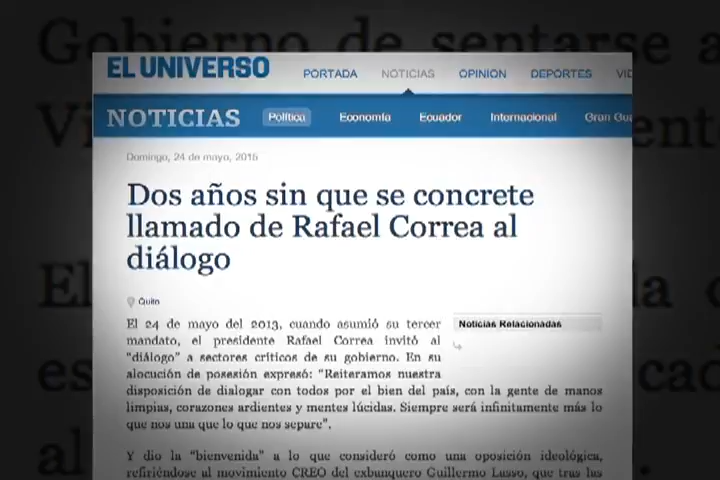 Gobierno de sentarse a
EL UNIVERSO PORTADA NOTICIAS OPINION DEPORTES
NOTICIAS Política Economía Ecuador Internacional Gran
Domingo, 24 de mayo, 2015
Dos años sin que se concrete
llamado de Rafael Correa al
diálogo
Quito
El 24 de mayo del 2013, cuando asumió su tercer
mandato, el presidente Rafael Correa invitó al
"diálogo" a sectores críticos de su gobierno. En su
alocución de posesión expresó: "Reiteramos nuestra
disposición de dialogar con todos por el bien del país, con la gente de manos
limpias, corazones ardientes y mentes lúcidas. Siempre será infinitamente más lo
que nos una que lo que nos separe".
Noticias Relacionadas
Y dio la "bienvenida" a lo que consideró como una oposición ideológica,
refiriéndose al movimiento CREO del exbanquero Guillermo Lasso, que tras las